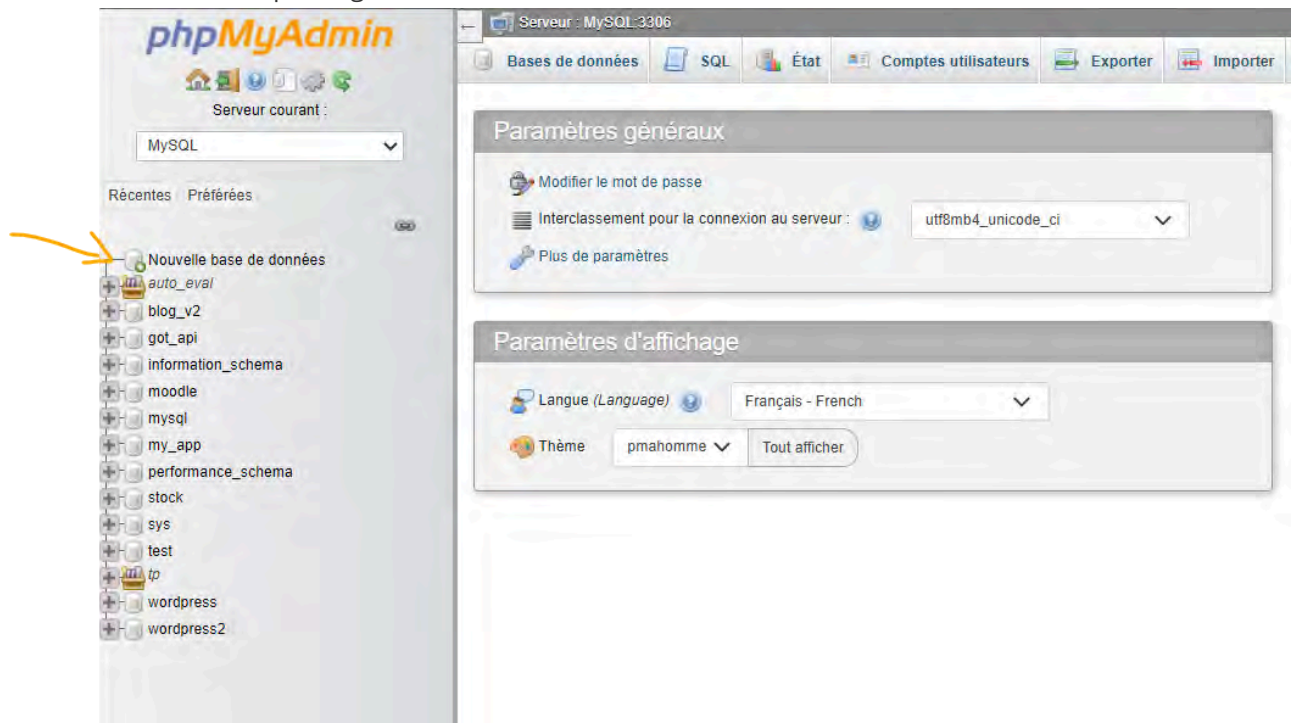 phpMyAdmin
Serveur courant :
MySQL
Récentes Préférées
Nouvelle base de données
auto_eval
blog_v2
got_api
information_schema
moodle
mysql
my_app
performance_schema
stock
sys
test
tp
wordpress
wordpress2
Serveur : MySQL:3306
Bases de données SQL État Comptes utilisateurs Exporter Importer
Paramètres généraux
Modifier le mot de passe
Interclassement pour la connexion au serveur : utf8mb4_unicode_ci
Plus de paramètres
Paramètres d'affichage
Langue (Language) Français - French
Thème pmahomme Tout afficher